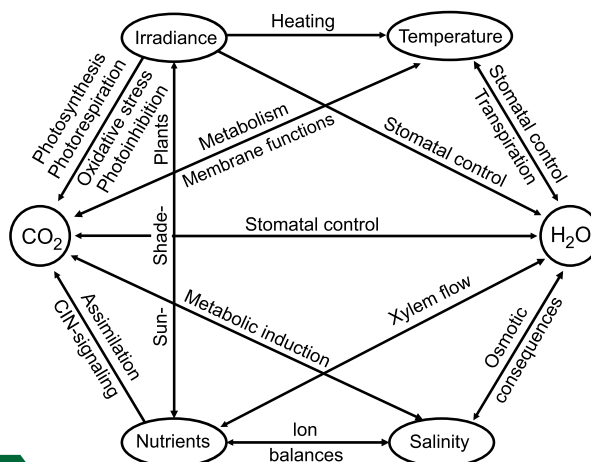 Heating
Irradiance
Temperature
Photosynthesis
Photorespiration
Oxidative stress
Photoinhibition
Sun- Shade- Plants
Metabolism
Membrane functions
Stomatal control
Stomatal control
Transpiration
CO2
Stomatal control
H2O
Assimilation
CIN-signaling
Metabolic induction
Xylem flow
Osmotic
consequences
Nutrients
Ion
balances
Salinity